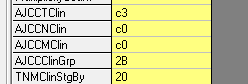 AJCCTClin c3
AJCCNClin c0
AJCCMClin c0
AJCCClinGrp 2B
TNMClinStgBy 20